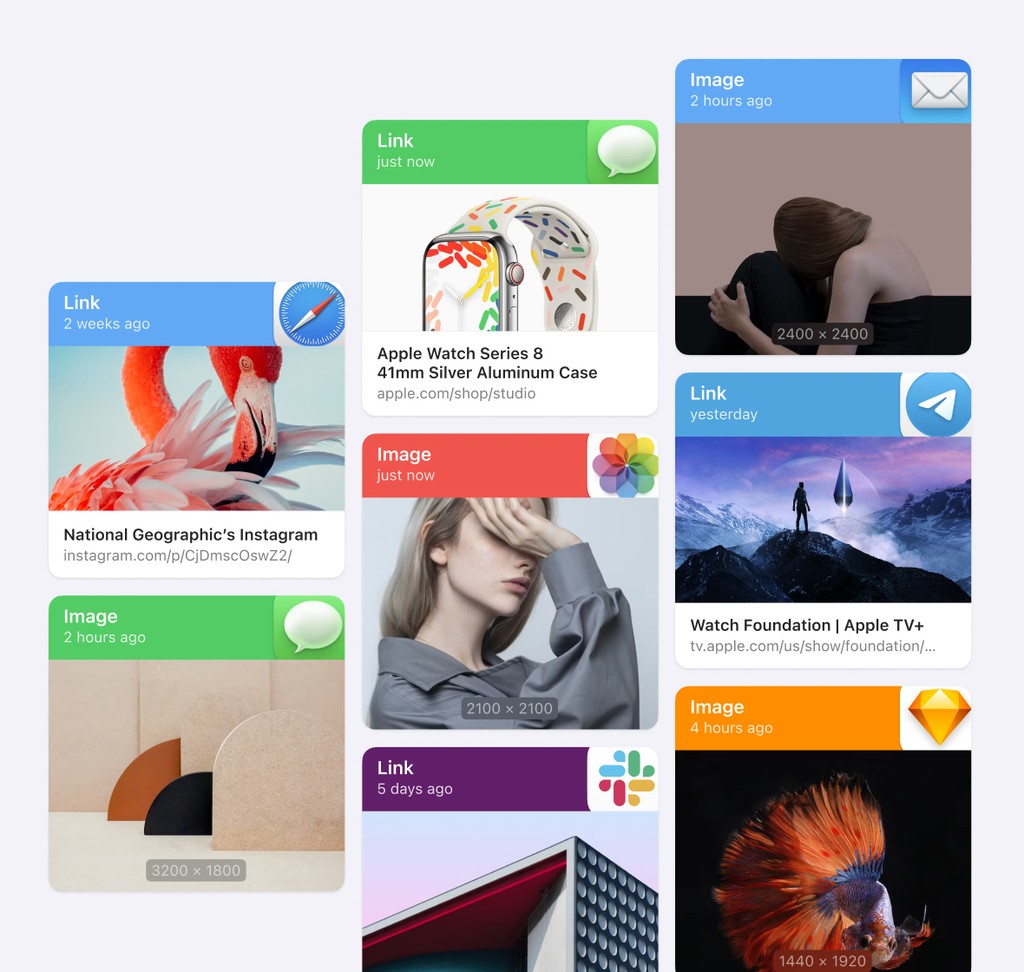 Link
2 weeks ago
National Geographic’s Instagram
instagram.com/p/CjDmscOswZ2/
Image
2 hours ago
3200 × 1800
Link
just now
Apple Watch Series 8
41mm Silver Aluminum Case
apple.com/shop/studio
Image
just now
2100 × 2100
Link
5 days ago
Image
2 hours ago
2400 × 2400
Link
yesterday
Watch Foundation | Apple TV+
tv.apple.com/us/show/foundation/...
Image
4 hours ago
1440 × 1920